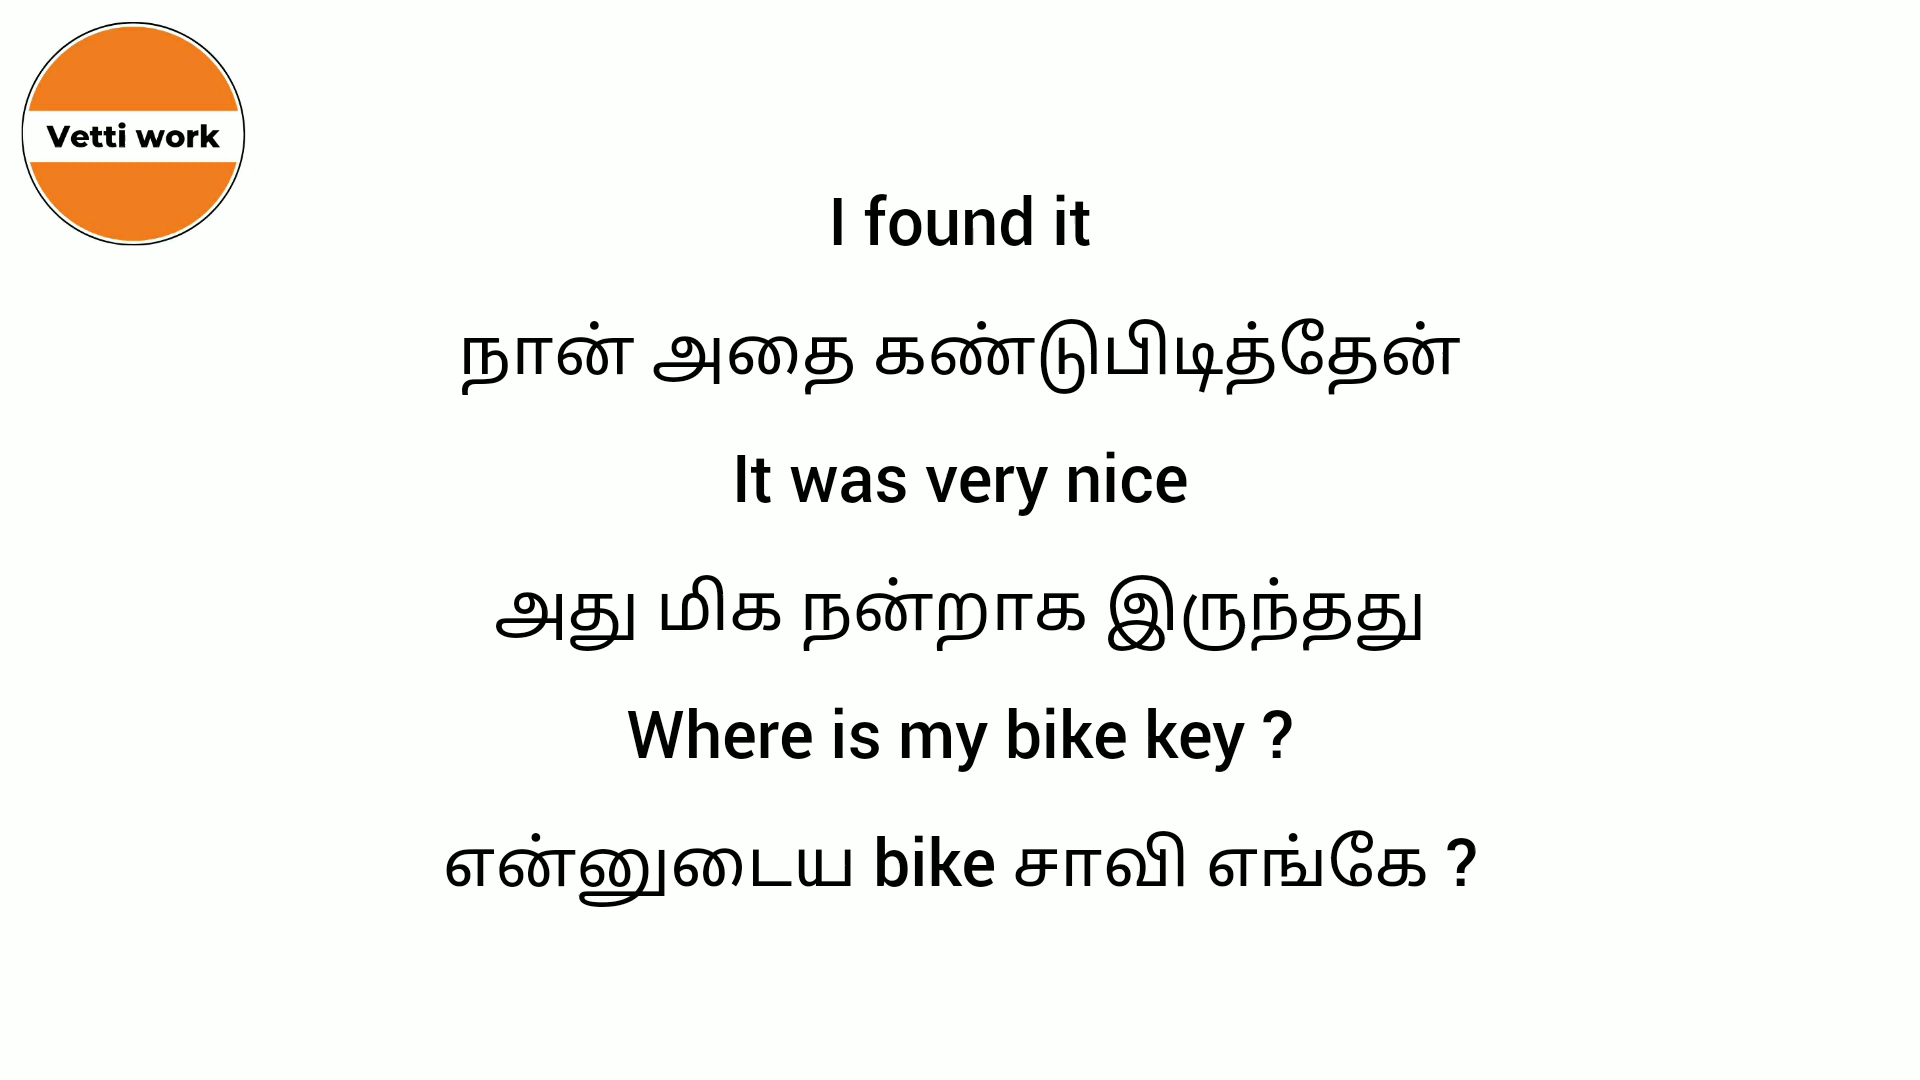 Vetti work
I found it
நான் அதை கண்டுபிடித்தேன்
It was very nice
அது மிக நன்றாக இருந்தது
Where is my bike key ?
என்னுடைய bike சாவி எங்கே ?